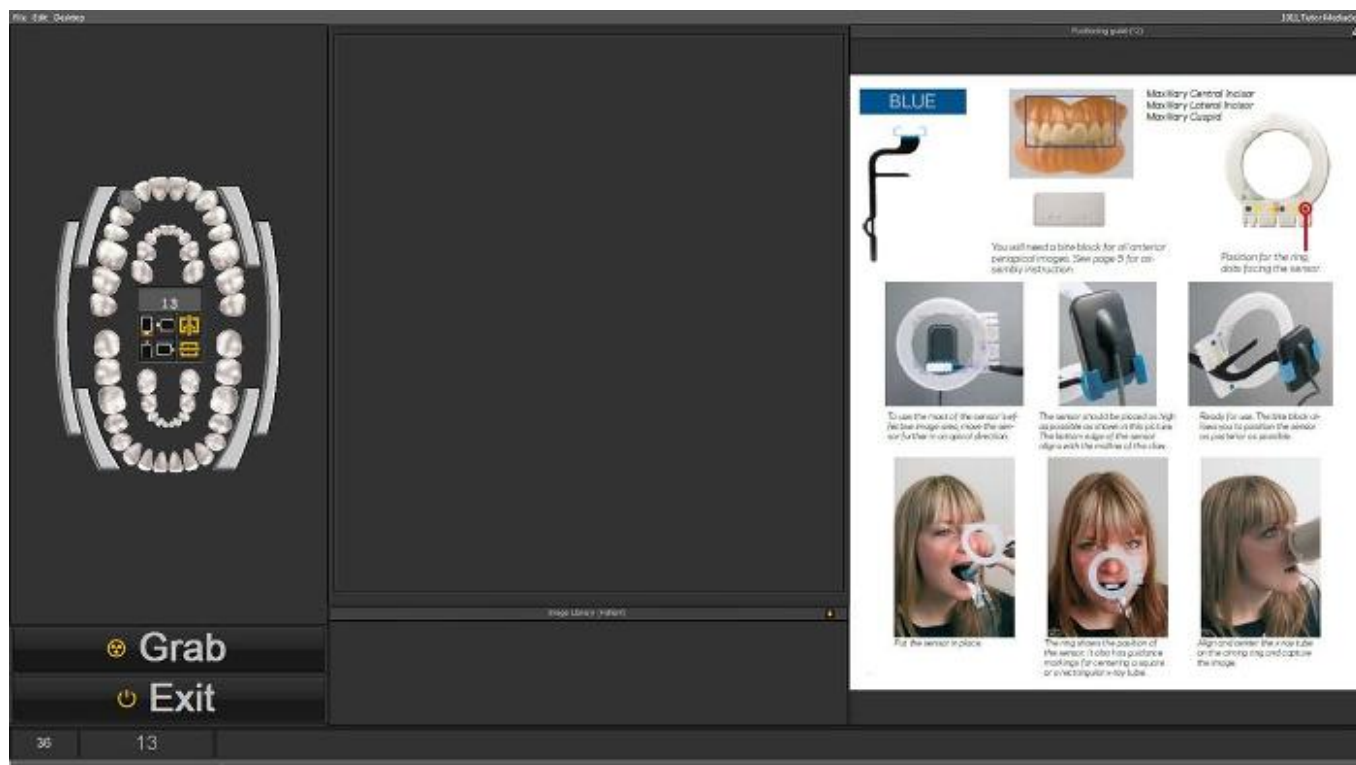 File Edit Desktop
Positioning guide (*2)
13
Grab
Exit
36
13
Image Library (Patient)
BLUE
Maxillary Central Incisor
Maxillary Lateral Incisor
Maxillary Cuspid
You will need a bite block for all anterior
periapical images. See page 5 for as-
sembly instruction.
Position for the ring,
dots facing the sensor.
To use the most of the sensor's ef-
fective image area, move the sen-
sor further in an apical direction.
The sensor should be placed as high
as possible as shown in this picture.
The bottom edge of the sensor
aligns with the midline of the claw.
Ready for use. The bite block al-
lows you to position the sensor
as posterior as possible.
Put the sensor in place.
The ring shows the position of
the sensor. It also has guidance
markings for centering a square
or a rectangular x-ray tube.
Align and center the x-ray tube
on the aiming ring and capture
the image.